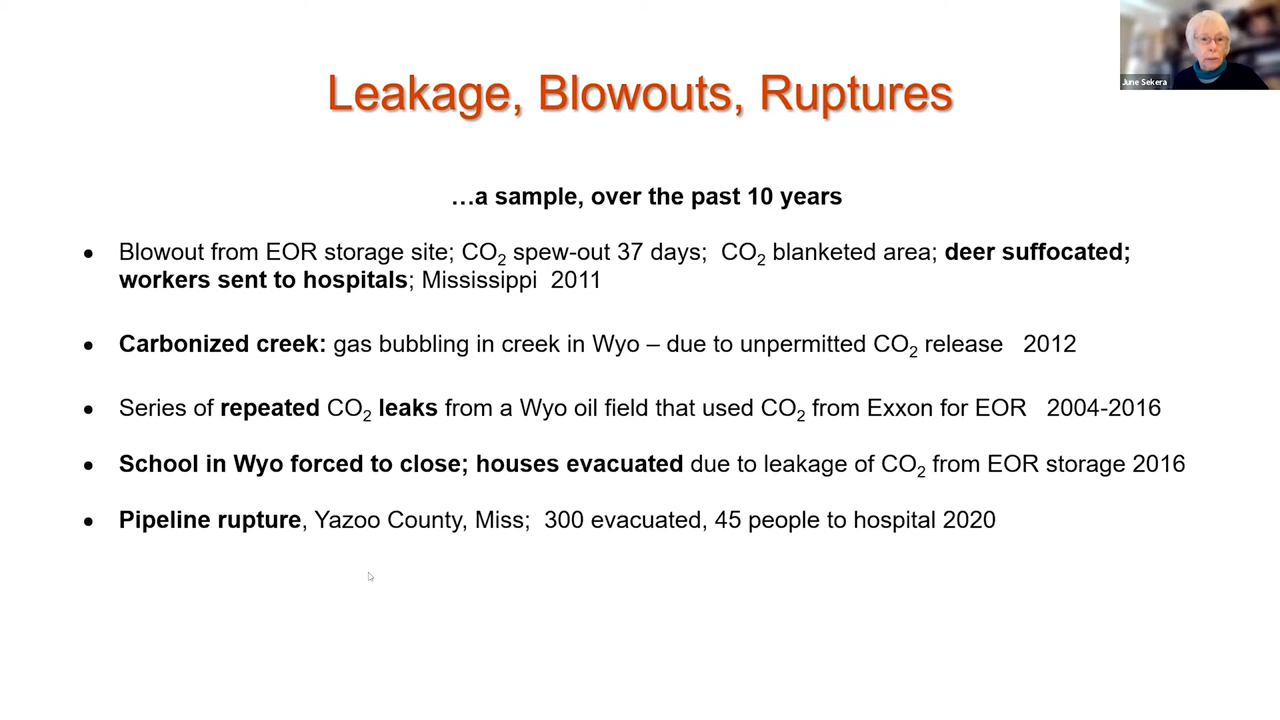 June Sekera
Leakage, Blowouts, Ruptures
…a sample, over the past 10 years
• Blowout from EOR storage site; CO₂ spew-out 37 days;  CO₂ blanketed area; deer suffocated;
workers sent to hospitals; Mississippi  2011
• Carbonized creek: gas bubbling in creek in Wyo – due to unpermitted CO₂ release   2012
• Series of repeated CO₂ leaks from a Wyo oil field that used CO₂ from Exxon for EOR   2004-2016
• School in Wyo forced to close; houses evacuated due to leakage of CO₂ from EOR storage 2016
• Pipeline rupture, Yazoo County, Miss;  300 evacuated, 45 people to hospital 2020